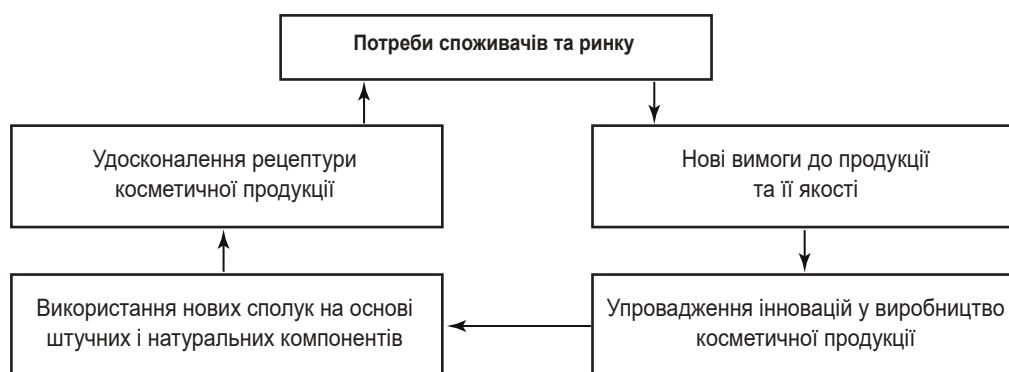 Потреби споживачів та ринку
Удосконалення рецептури
косметичної продукції
Нові вимоги до продукції
та її якості
Використання нових сполук на основі
штучних і натуральних компонентів
Упровадження інновацій у виробництво
косметичної продукції